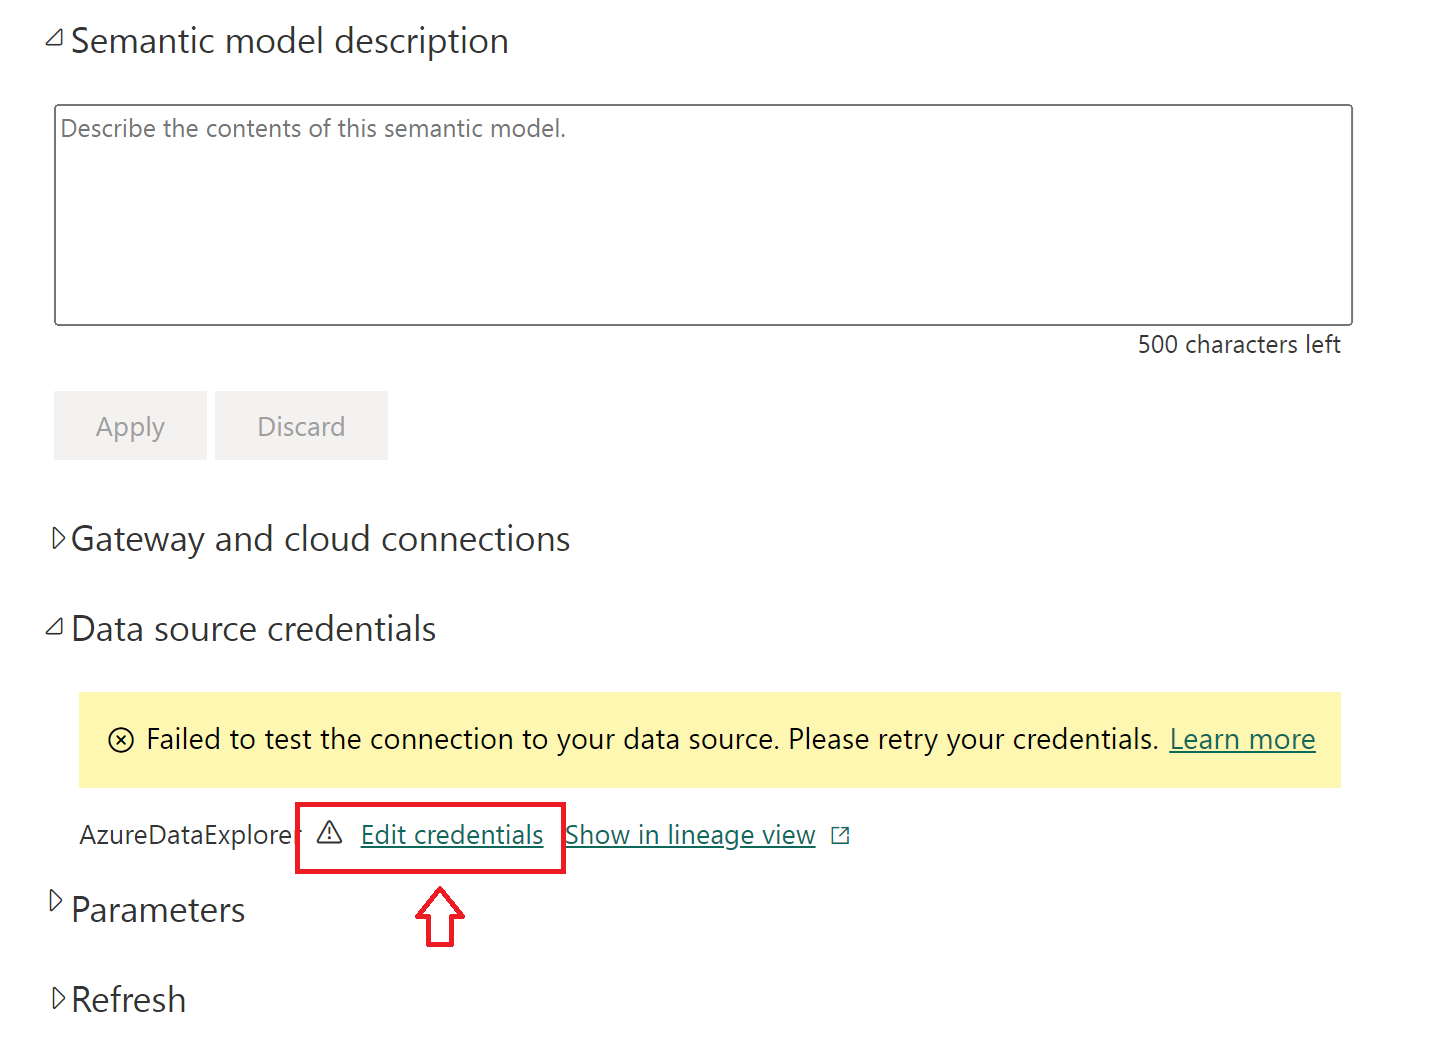 Semantic model description
Describe the contents of this semantic model.
500 characters left
Apply Discard
Gateway and cloud connections
Data source credentials
Failed to test the connection to your data source. Please retry your credentials. Learn more
AzureDataExplorer Edit credentials Show in lineage view
Parameters
Refresh